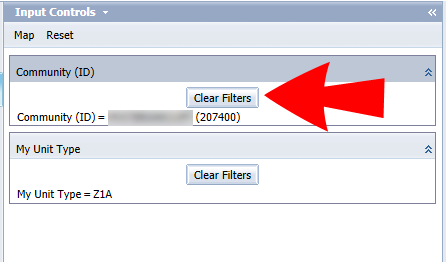 Input Controls
Map Reset
Community (ID)
Clear Filters
Community (ID) = (207400)
My Unit Type
Clear Filters
My Unit Type = Z1A